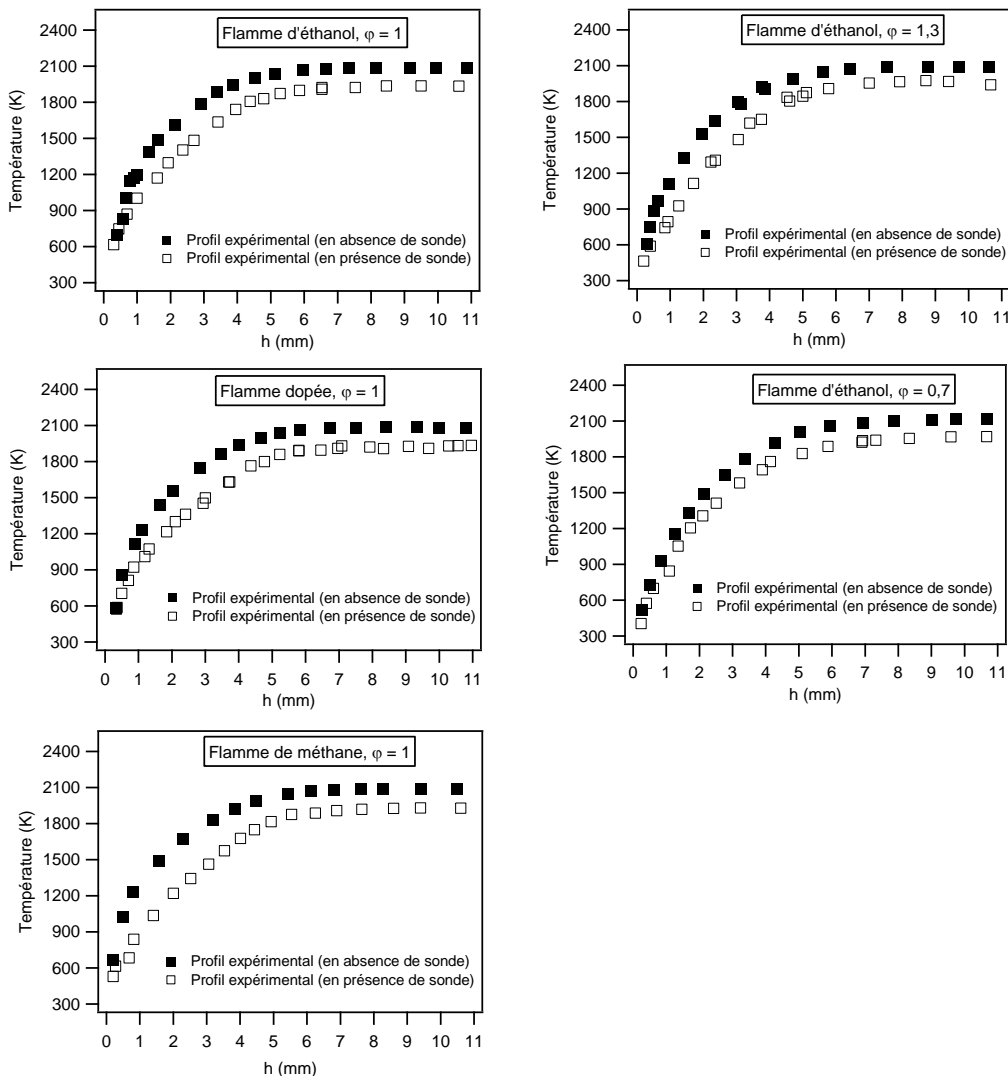 Flamme d'éthanol, φ = 1
Température (K)
2400
2100
1800
1500
1200
900
600
300
Profil expérimental (en absence de sonde)
Profil expérimental (en présence de sonde)
0 1 2 3 4 5 6 7 8 9 10 11
h (mm)
Flamme d'éthanol, φ = 1,3
Température (K)
2400
2100
1800
1500
1200
900
600
300
Profil expérimental (en absence de sonde)
Profil expérimental (en présence de sonde)
0 1 2 3 4 5 6 7 8 9 10 11
h (mm)
Flamme dopée, φ = 1
Température (K)
2400
2100
1800
1500
1200
900
600
300
Profil expérimental (en absence de sonde)
Profil expérimental (en présence de sonde)
0 1 2 3 4 5 6 7 8 9 10 11
h (mm)
Flamme d'éthanol, φ = 0,7
Température (K)
2400
2100
1800
1500
1200
900
600
300
Profil expérimental (en absence de sonde)
Profil expérimental (en présence de sonde)
0 1 2 3 4 5 6 7 8 9 10 11
h (mm)
Flamme de méthane, φ = 1
Température (K)
2400
2100
1800
1500
1200
900
600
300
Profil expérimental (en absence de sonde)
Profil expérimental (en présence de sonde)
0 1 2 3 4 5 6 7 8 9 10 11
h (mm)